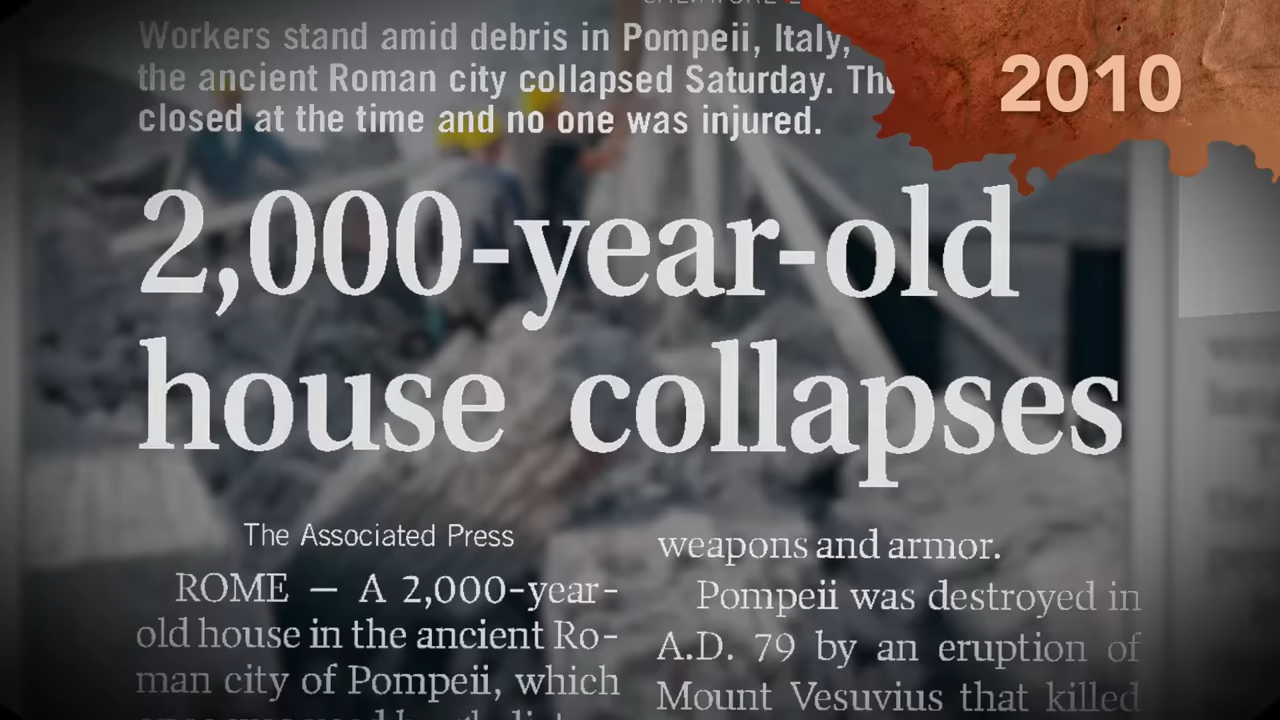 2010
Workers stand amid debris in Pompeii, Italy,
the ancient Roman city collapsed Saturday. The
closed at the time and no one was injured.
2,000-year-old
house collapses
The Associated Press
ROME — A 2,000-year-
old house in the ancient Ro-
man city of Pompeii, which
weapons and armor.
Pompeii was destroyed in
A.D. 79 by an eruption of
Mount Vesuvius that killed